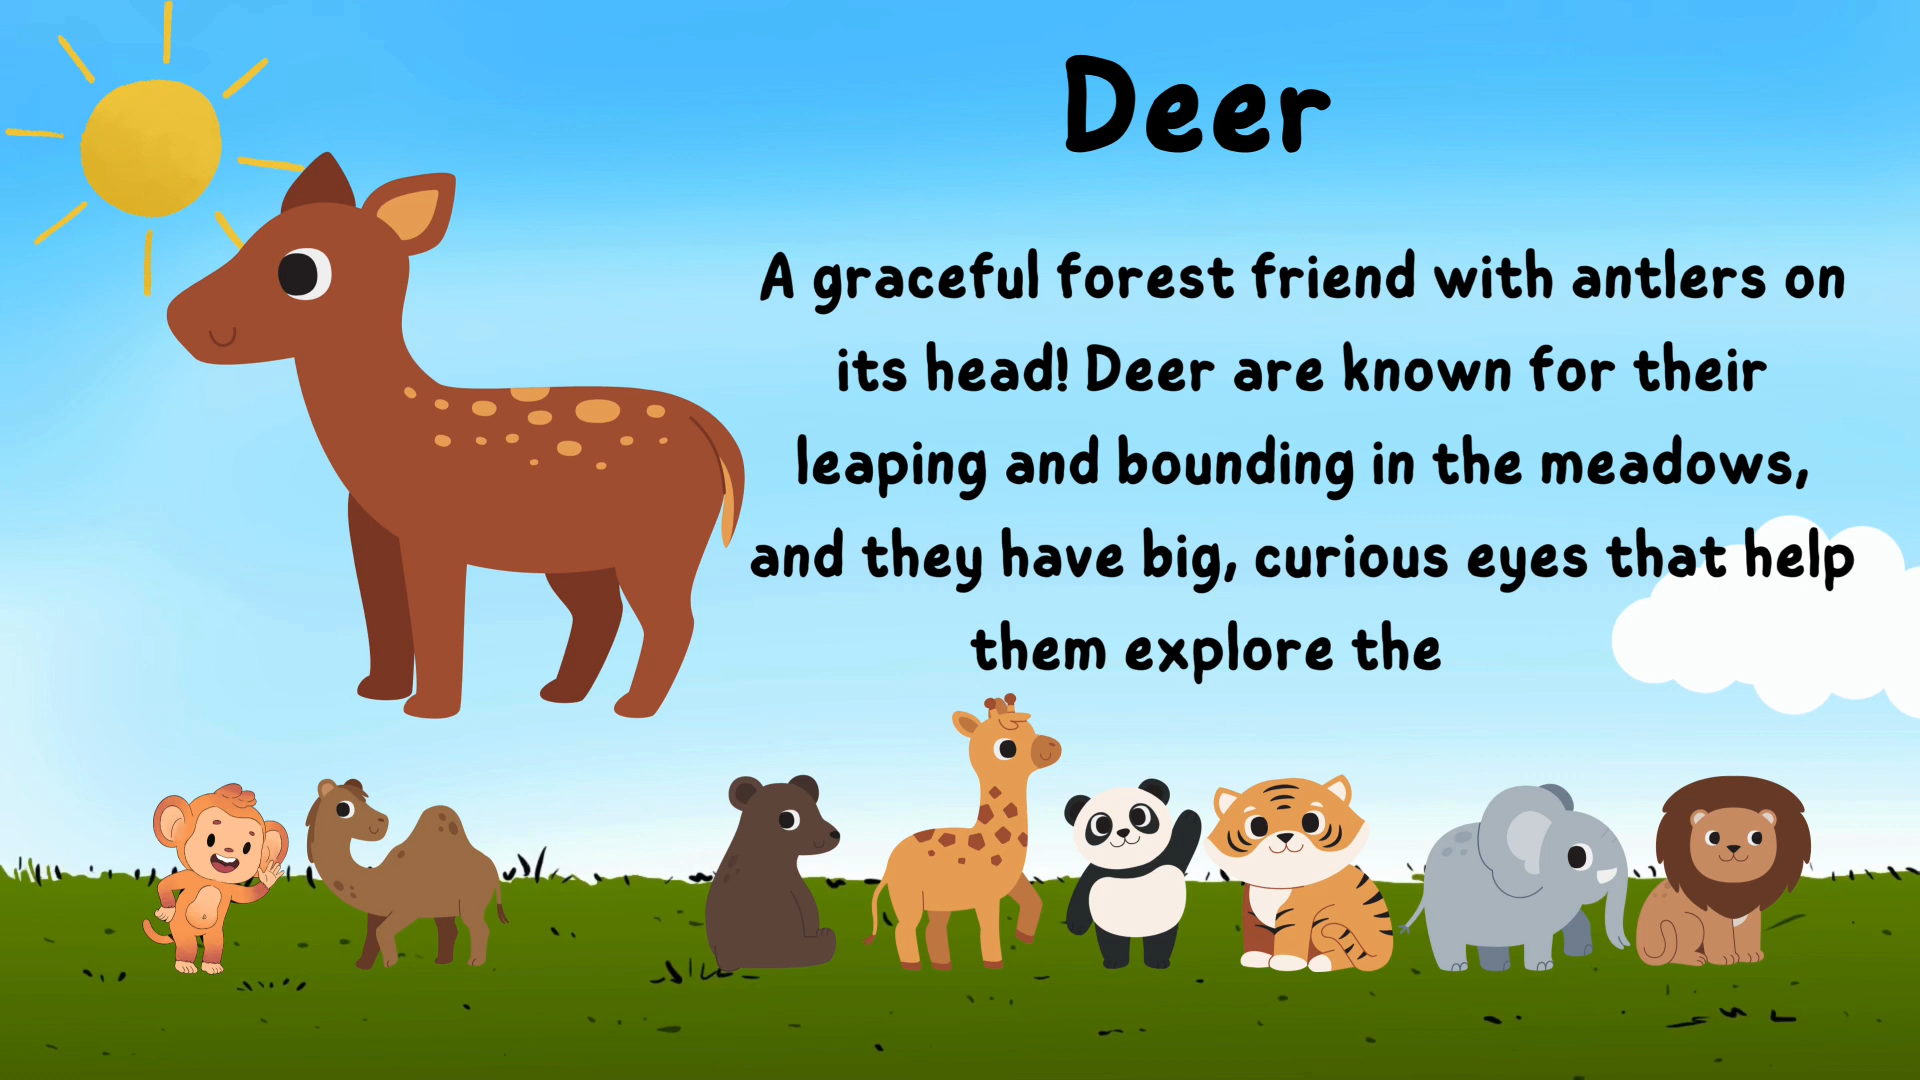 Deer
A graceful forest friend with antlers on
its head! Deer are known for their
leaping and bounding in the meadows,
and they have big, curious eyes that help
them explore the